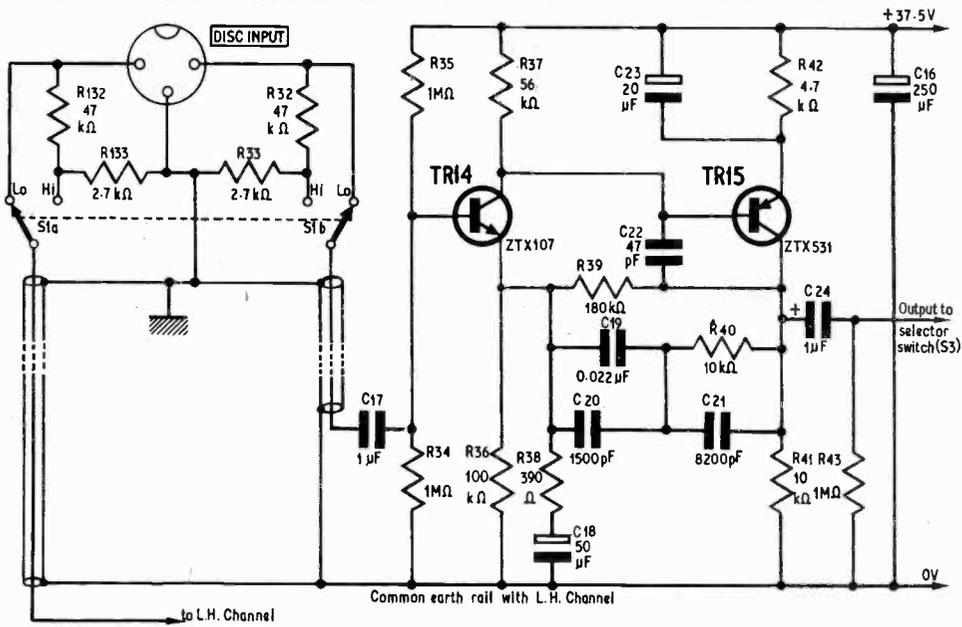 DISC INPUT
+37.5V
R132
47
kΩ
R32
47
kΩ
R133
2.7kΩ
R33
2.7kΩ
Lo
Hi
Hi
Lo
S1a
S1b
R35
1MΩ
R37
56
kΩ
C23
20
µF
R42
4.7
kΩ
C16
250
µF
TR14
ZTX107
TR15
ZTX531
C22
47
pF
R39
180kΩ
C19
0.022µF
R40
10kΩ
C24
+
1µF
Output to
selector
switch(S3)
C17
1µF
C20
1500pF
C21
8200pF
R34
1MΩ
R36
100
kΩ
R38
390
Ω
C18
50
µF
R41
10
kΩ
R43
1MΩ
0V
Common earth rail with L.H. Channel
to L.H. Channel